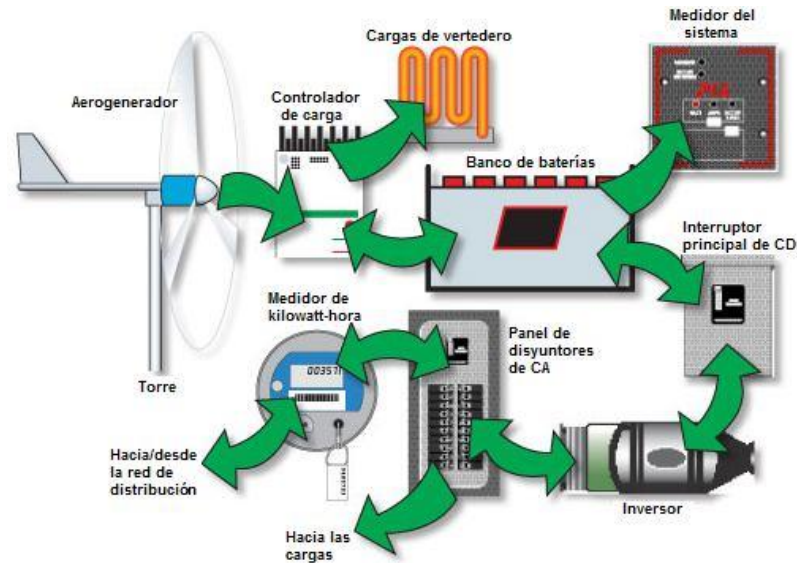 Medidor del
sistema
Cargas de vertedero
Aerogenerador
Controlador
de carga
Banco de baterías
Interruptor
principal de CD
Medidor de
kilowatt-hora
Panel de
disyuntores
de CA
Torre
Hacia/desde
la red de
distribución
Inversor
Hacia las
cargas